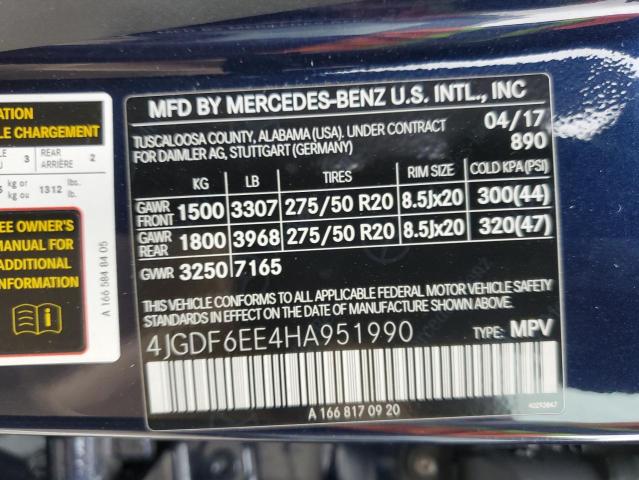 ATION
E CHARGEMENT
3 REAR 2
ARRIÈRE
kg or 1312 lbs.
kg ou lb.
EE OWNER'S
MANUAL FOR
ADDITIONAL
INFORMATION
A 166 584 84 05
MFD BY MERCEDES-BENZ U.S. INTL., INC
TUSCALOOSA COUNTY, ALABAMA (USA). UNDER CONTRACT 04/17
FOR DAIMLER AG, STUTTGART (GERMANY) 890
KG LB TIRES RIM SIZE COLD KPA(PSI)
GAWR FRONT 1500 3307 275/50 R20 8.5Jx20 300(44)
GAWR REAR 1800 3968 275/50 R20 8.5Jx20 320(47)
GVWR 3250 7165
THIS VEHICLE CONFORMS TO ALL APPLICABLE FEDERAL MOTOR VEHICLE SAFETY
STANDARDS IN EFFECT ON THE DATE OF MANUFACTURE SHOWN ABOVE.
4JGDF6EE4HA951990 TYPE: MPV
A 166 817 09 20